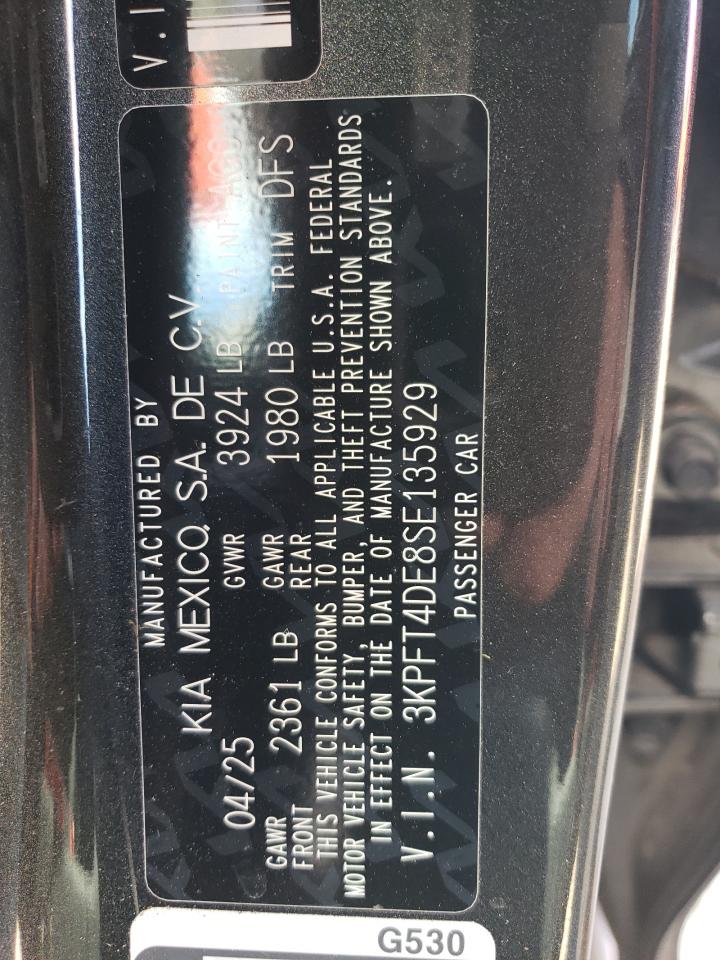 V.I
MANUFACTURED BY
KIA MEXICO, S.A. DE C.V.
04/25 GVWR 3924 LB PAINT
GAWR FRONT 2361 LB GAWR REAR 1980 LB TRIM DFS
THIS VEHICLE CONFORMS TO ALL APPLICABLE U.S.A. FEDERAL
MOTOR VEHICLE SAFETY, BUMPER, AND THEFT PREVENTION STANDARDS
IN EFFECT ON THE DATE OF MANUFACTURE SHOWN ABOVE.
V.I.N. 3KPFT4DE8SE135929
PASSENGER CAR
G530